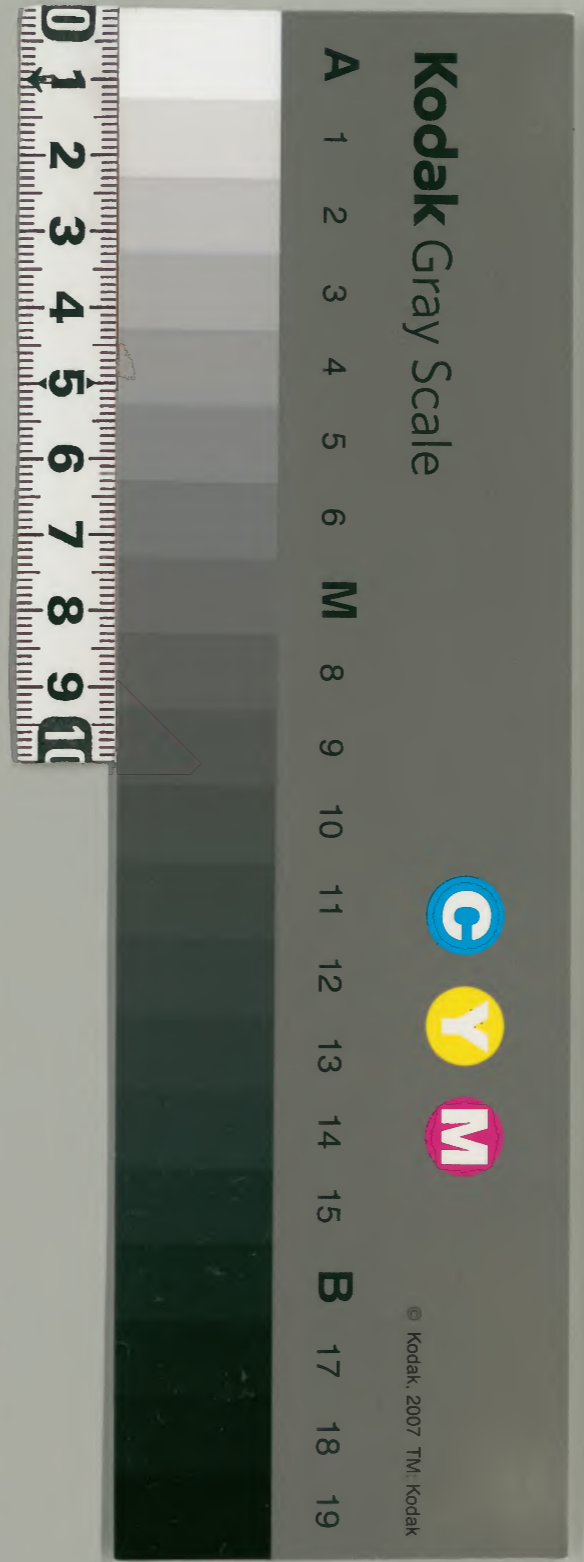 Kodak Gray Scale
C Y M
© Kodak, 2007 TM: Kodak
A 1 2 3 4 5 6 M 8 9 10 11 12 13 14 15 B 17 18 19
0 1 2 3 4 5 6 7 8 9 10